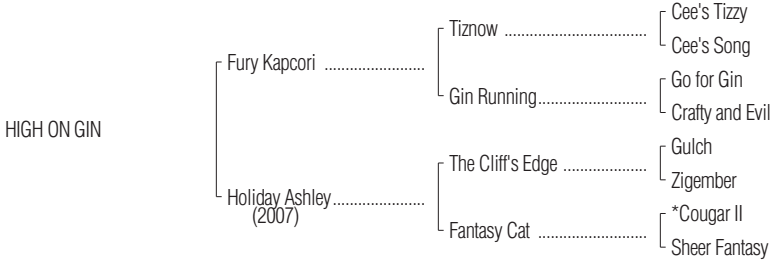 Cee's Tizzy
Tiznow ................................
Cee's Song
Fury Kapcori ......................
Go for Gin
Gin Running........................
Crafty and Evil
HIGH ON GIN
Gulch
The Cliff's Edge ...................
Zigember
Holiday Ashley....................
(2007)
*Cougar II
Fantasy Cat ........................
Sheer Fantasy